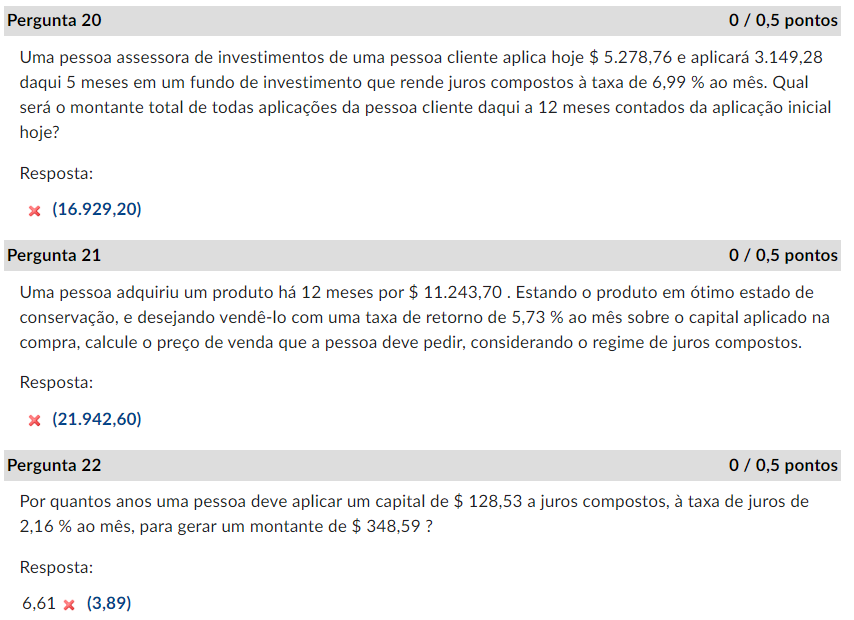 Pergunta 20 0 / 0,5 pontos
Uma pessoa assessora de investimentos de uma pessoa cliente aplica hoje $ 5.278,76 e aplicará 3.149,28
daqui 5 meses em um fundo de investimento que rende juros compostos à taxa de 6,99 % ao mês. Qual
será o montante total de todas aplicações da pessoa cliente daqui a 12 meses contados da aplicação inicial
hoje?
Resposta:
(16.929,20)
Pergunta 21 0 / 0,5 pontos
Uma pessoa adquiriu um produto há 12 meses por $ 11.243,70 . Estando o produto em ótimo estado de
conservação, e desejando vendê-lo com uma taxa de retorno de 5,73 % ao mês sobre o capital aplicado na
compra, calcule o preço de venda que a pessoa deve pedir, considerando o regime de juros compostos.
Resposta:
(21.942,60)
Pergunta 22 0 / 0,5 pontos
Por quantos anos uma pessoa deve aplicar um capital de $ 128,53 a juros compostos, à taxa de juros de
2,16 % ao mês, para gerar um montante de $ 348,59 ?
Resposta:
6,61 (3,89)